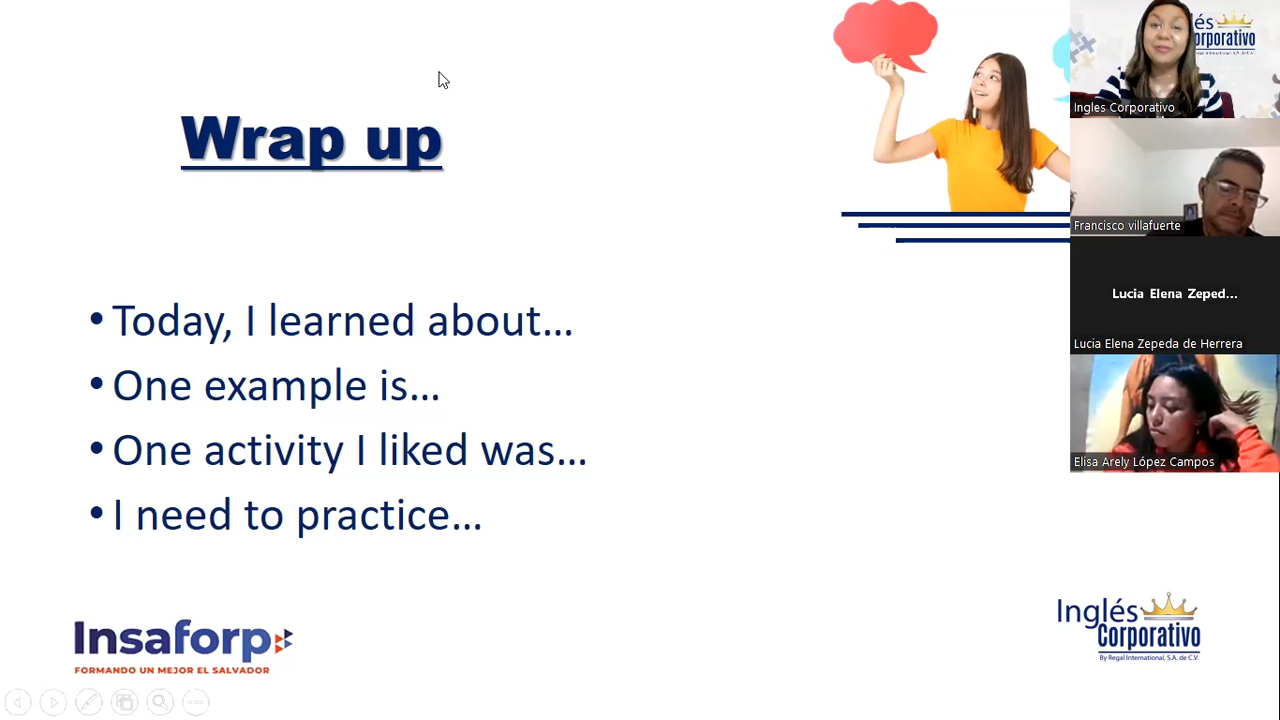 Wrap up
• Today, I learned about...
• One example is...
• One activity I liked was...
• I need to practice...
Insaforp
FORMANDO UN MEJOR EL SALVADOR
Inglés
Corporativo
By Regal International, S.A. de C.V.
és
orporativo
Ingles Corporativo
Francisco villafuerte
Lucia Elena Zeped...
Lucia Elena Zepeda de Herrera
Elisa Arely López Campos